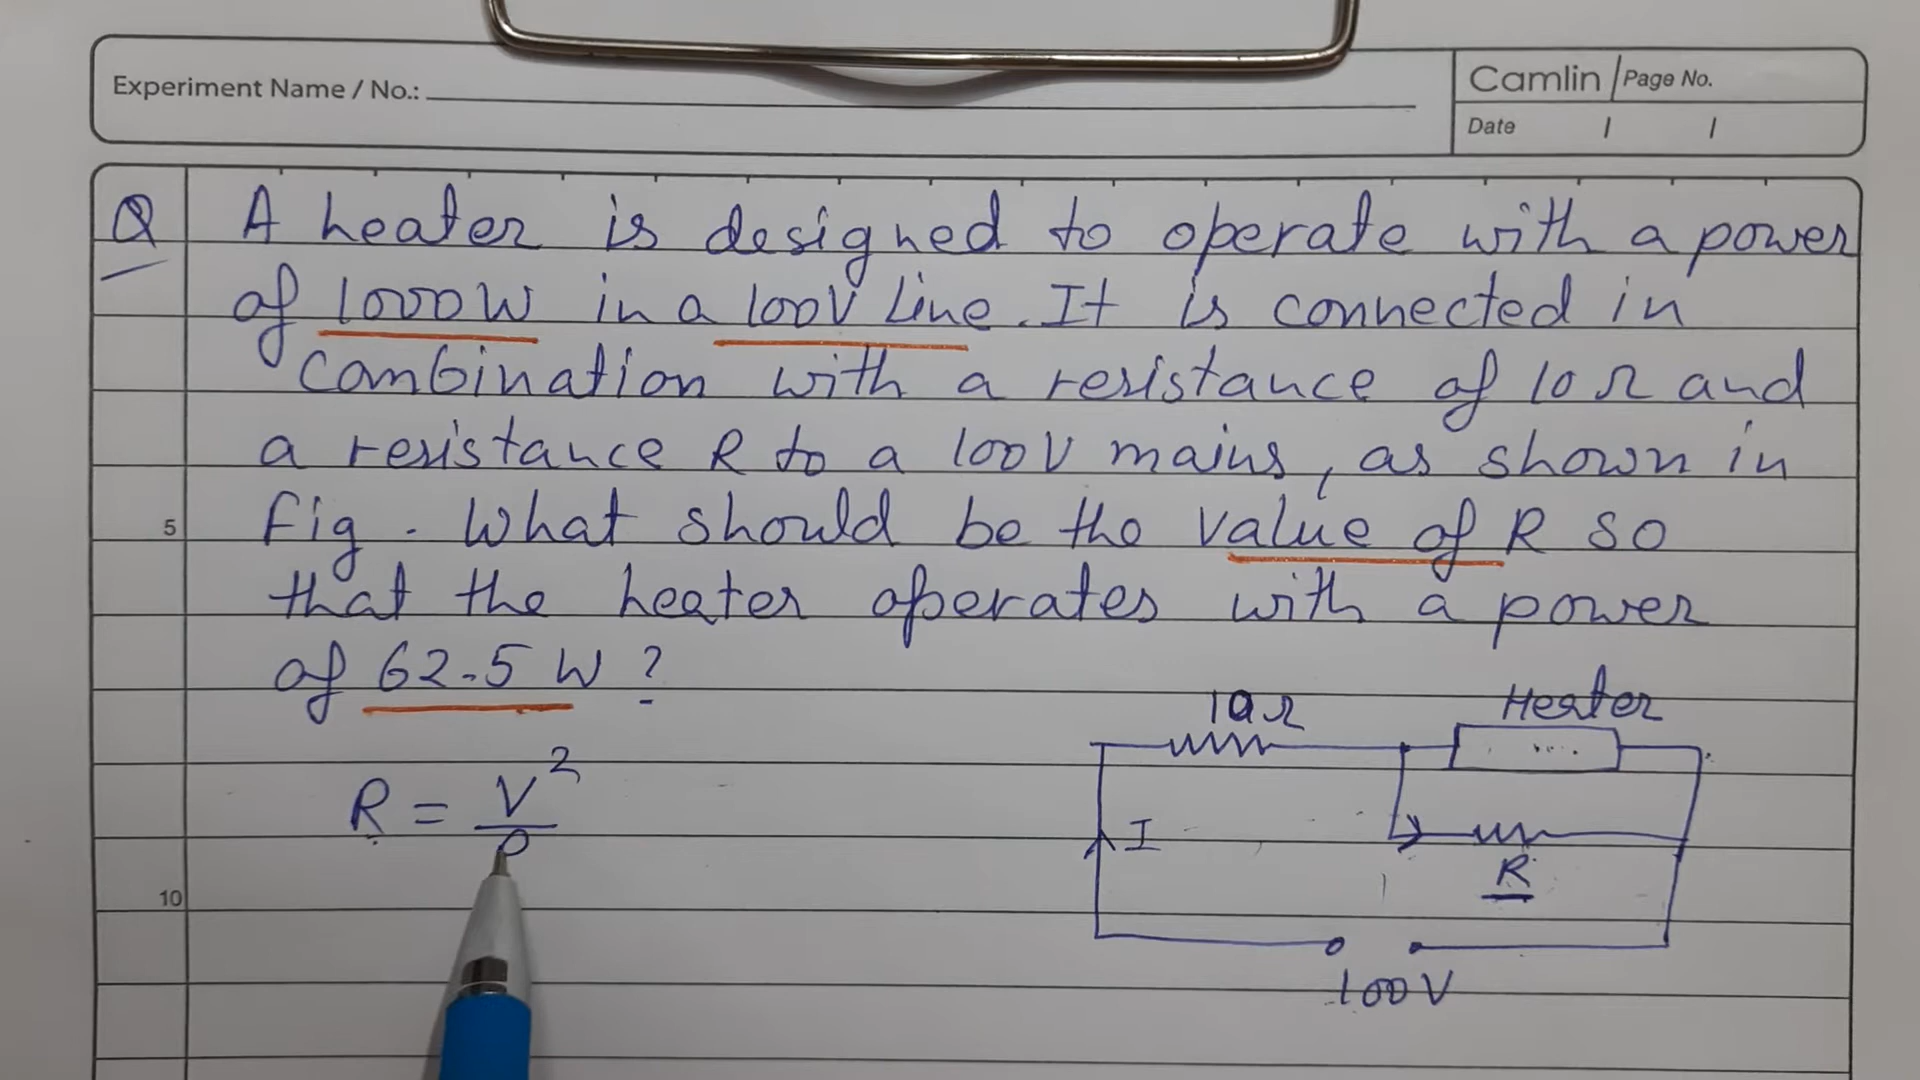 Experiment Name / No.:
Camlin
Page No.
Date / /
Q A heater is designed to operate with a power
of 1000W in a 100V Line. It is connected in
Combination with a resistance of 10 Ω and
a resistance R to a 100V mains, as shown in
5 Fig. What should be the value of R so
that the heater operates with a power
of 62.5 W ?
10Ω Heater
R = V²/P
I
R
10
100V